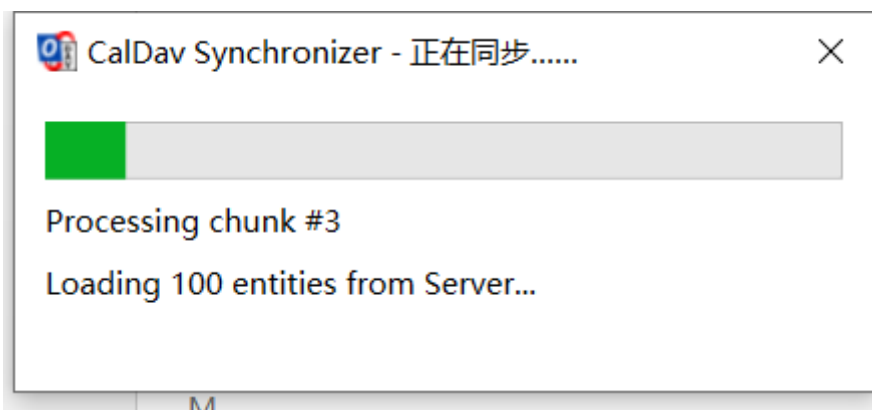 CalDav Synchronizer - 正在同步......
Processing chunk #3
Loading 100 entities from Server...
M